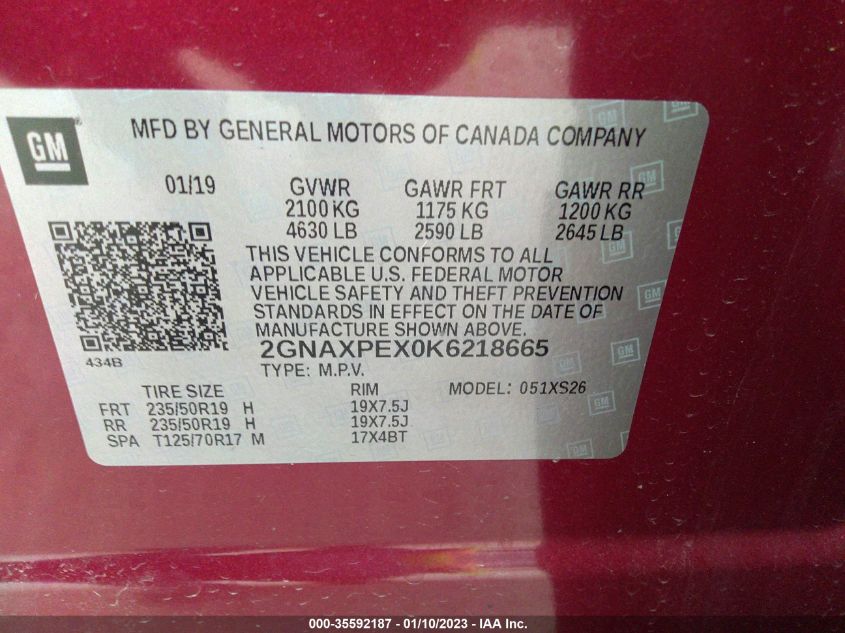 GM
MFD BY GENERAL MOTORS OF CANADA COMPANY
01/19 GVWR GAWR FRT GAWR RR
2100 KG 1175 KG 1200 KG
4630 LB 2590 LB 2645 LB
THIS VEHICLE CONFORMS TO ALL
APPLICABLE U.S. FEDERAL MOTOR
VEHICLE SAFETY AND THEFT PREVENTION
STANDARDS IN EFFECT ON THE DATE OF
MANUFACTURE SHOWN ABOVE.
2GNAXPEX0K6218665
434B
TYPE: M.P.V.
TIRE SIZE RIM MODEL: 051XS26
FRT 235/50R19 H 19X7.5J
RR 235/50R19 H 19X7.5J
SPA T125/70R17 M 17X4BT
000-35592187 - 01/10/2023 - IAA Inc.